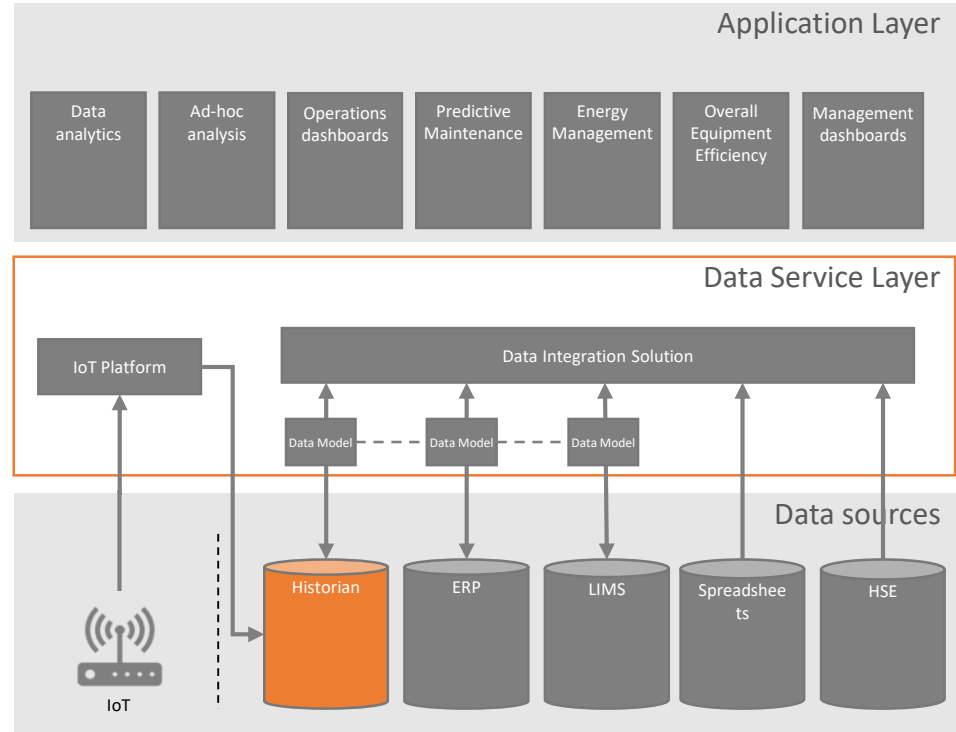 Application Layer
Data
analytics
Ad-hoc
analysis
Operations
dashboards
Predictive
Maintenance
Energy
Management
Overall
Equipment
Efficiency
Management
dashboards
Data Service Layer
IoT Platform
Data Integration Solution
Data Model
Data Model
Data Model
Data sources
Historian
ERP
LIMS
Spreadshee
ts
HSE
IoT